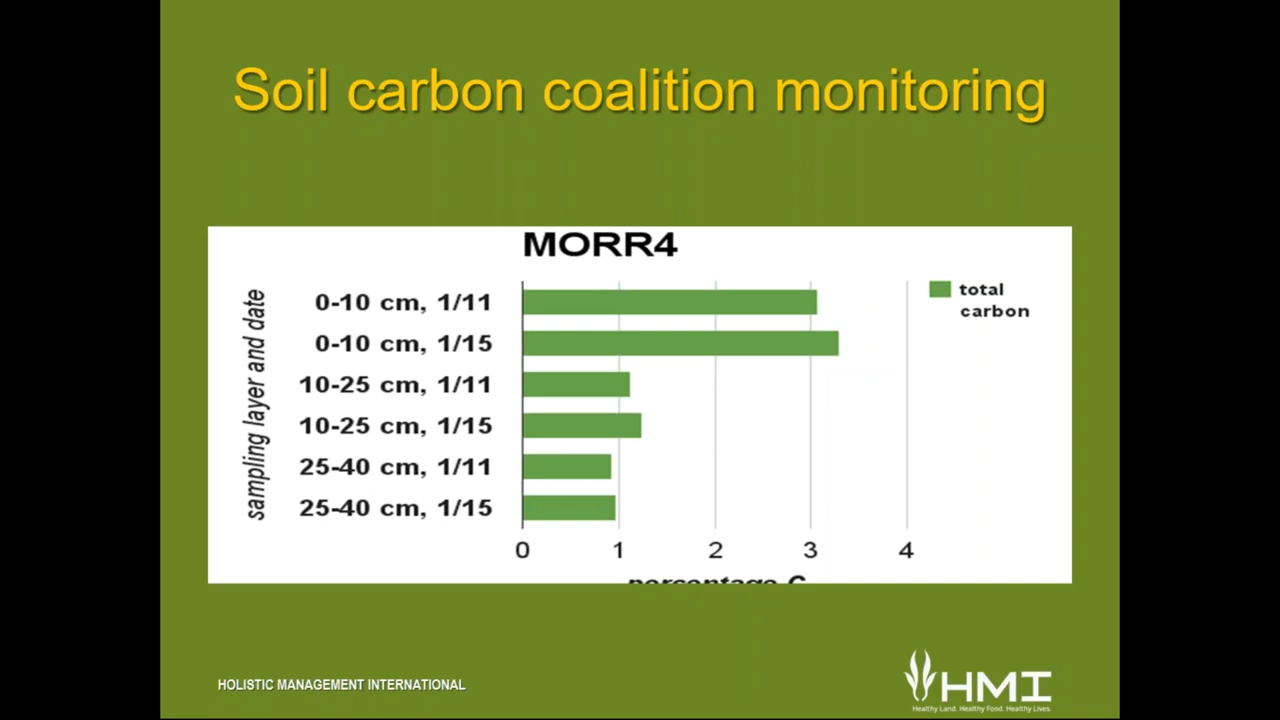 Soil carbon coalition monitoring
MORR4
sampling layer and date
0-10 cm, 1/11
0-10 cm, 1/15
10-25 cm, 1/11
10-25 cm, 1/15
25-40 cm, 1/11
25-40 cm, 1/15
total
carbon
0 1 2 3 4
percentage C
HOLISTIC MANAGEMENT INTERNATIONAL
HMI
Healthy Land. Healthy Food. Healthy Lives.